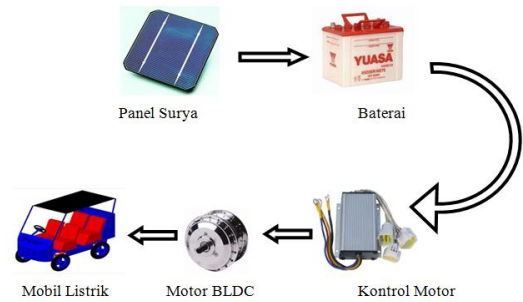 YUASA
Panel Surya
Baterai
Mobil Listrik
Motor BLDC
Kontrol Motor